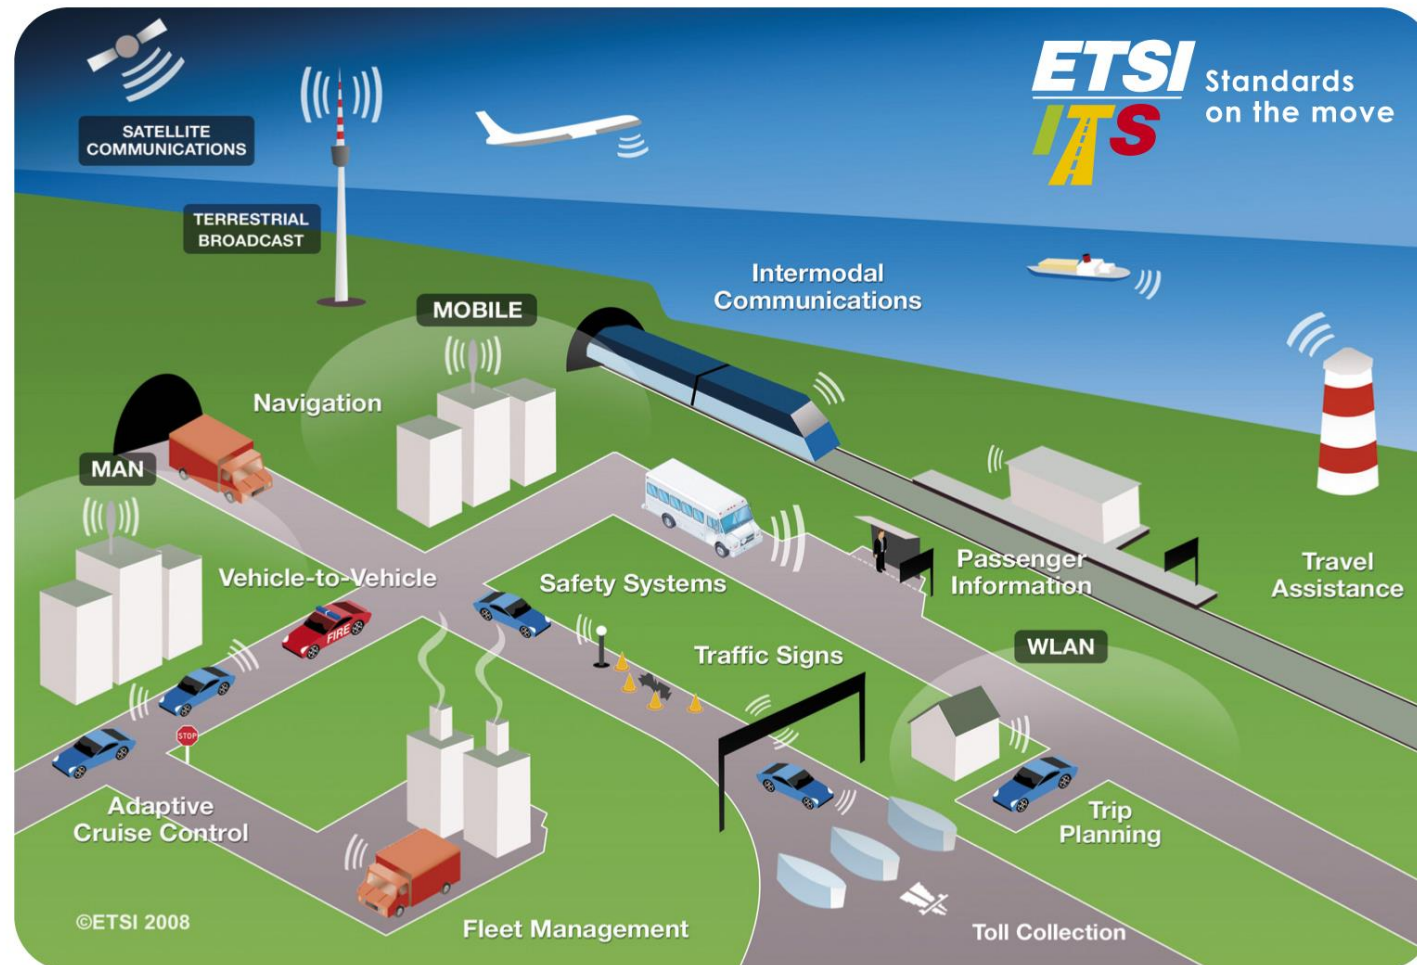 ETSI
ITS
Standards
on the move
SATELLITE
COMMUNICATIONS
TERRESTRIAL
BROADCAST
Intermodal
Communications
MOBILE
Navigation
MAN
Vehicle-to-Vehicle
Safety Systems
Passenger
Information
Travel
Assistance
FIRE
Traffic Signs
WLAN
STOP
Adaptive
Cruise Control
Trip
Planning
©ETSI 2008
Fleet Management
Toll Collection